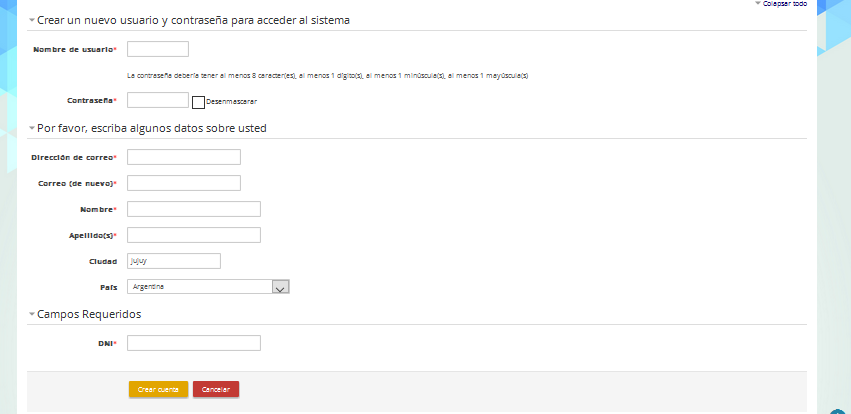 Colapsar todo
Crear un nuevo usuario y contraseña para acceder al sistema
Nombre de usuario*
La contraseña debería tener al menos 8 caracter(es), al menos 1 dígito(s), al menos 1 minúscula(s), al menos 1 mayúscula(s)
Contraseña* Desenmascarar
Por favor, escriba algunos datos sobre usted
Dirección de correo*
Correo (de nuevo)*
Nombre*
Apellido(s)*
Ciudad Jujuy
País Argentina
Campos Requeridos
DNI*
Crear cuenta Cancelar